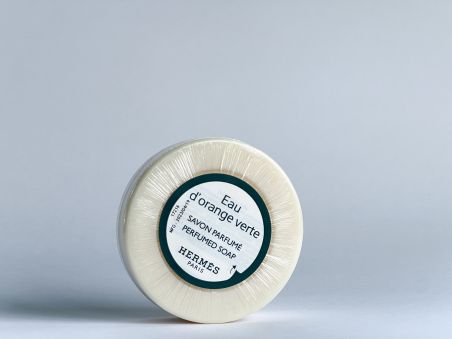 Eau
d'orange verte
SAVON PARFUMÉ
PERFUMED SOAP
HERMÈS
PARIS